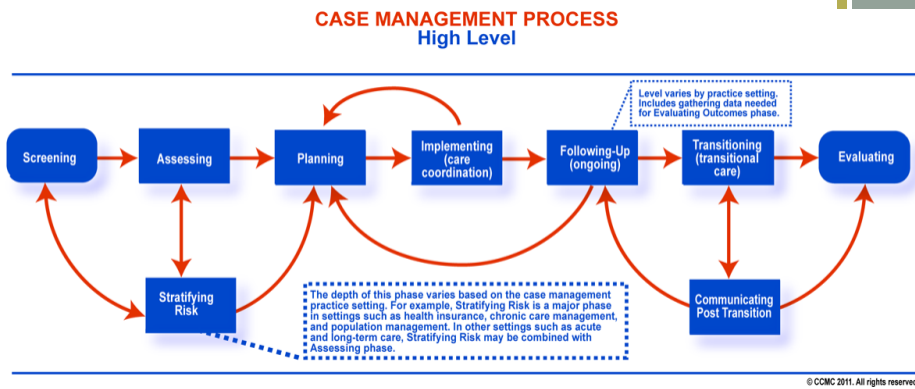 CASE MANAGEMENT PROCESS
High Level
Level varies by practice setting.
Includes gathering data needed
for Evaluating Outcomes phase.
Screening
Assessing
Planning
Implementing
(care
coordination)
Following-Up
(ongoing)
Transitioning
(transitional
care)
Evaluating
Stratifying
Risk
The depth of this phase varies based on the case management
practice setting. For example, Stratifying Risk is a major phase
in settings such as health insurance, chronic care management,
and population management. In other settings such as acute
and long-term care, Stratifying Risk may be combined with
Assessing phase.
Communicating
Post Transition
© CCMC 2011. All rights reserved